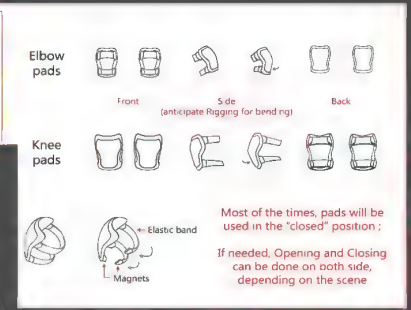 Elbow
pads
Front
Side
Back
(anticipate Rigging for bending)
Knee
pads
Elastic band
Magnets
Most of the times, pads will be
used in the "closed" position ;
If needed, Opening and Closing
can be done on both side,
depending on the scene